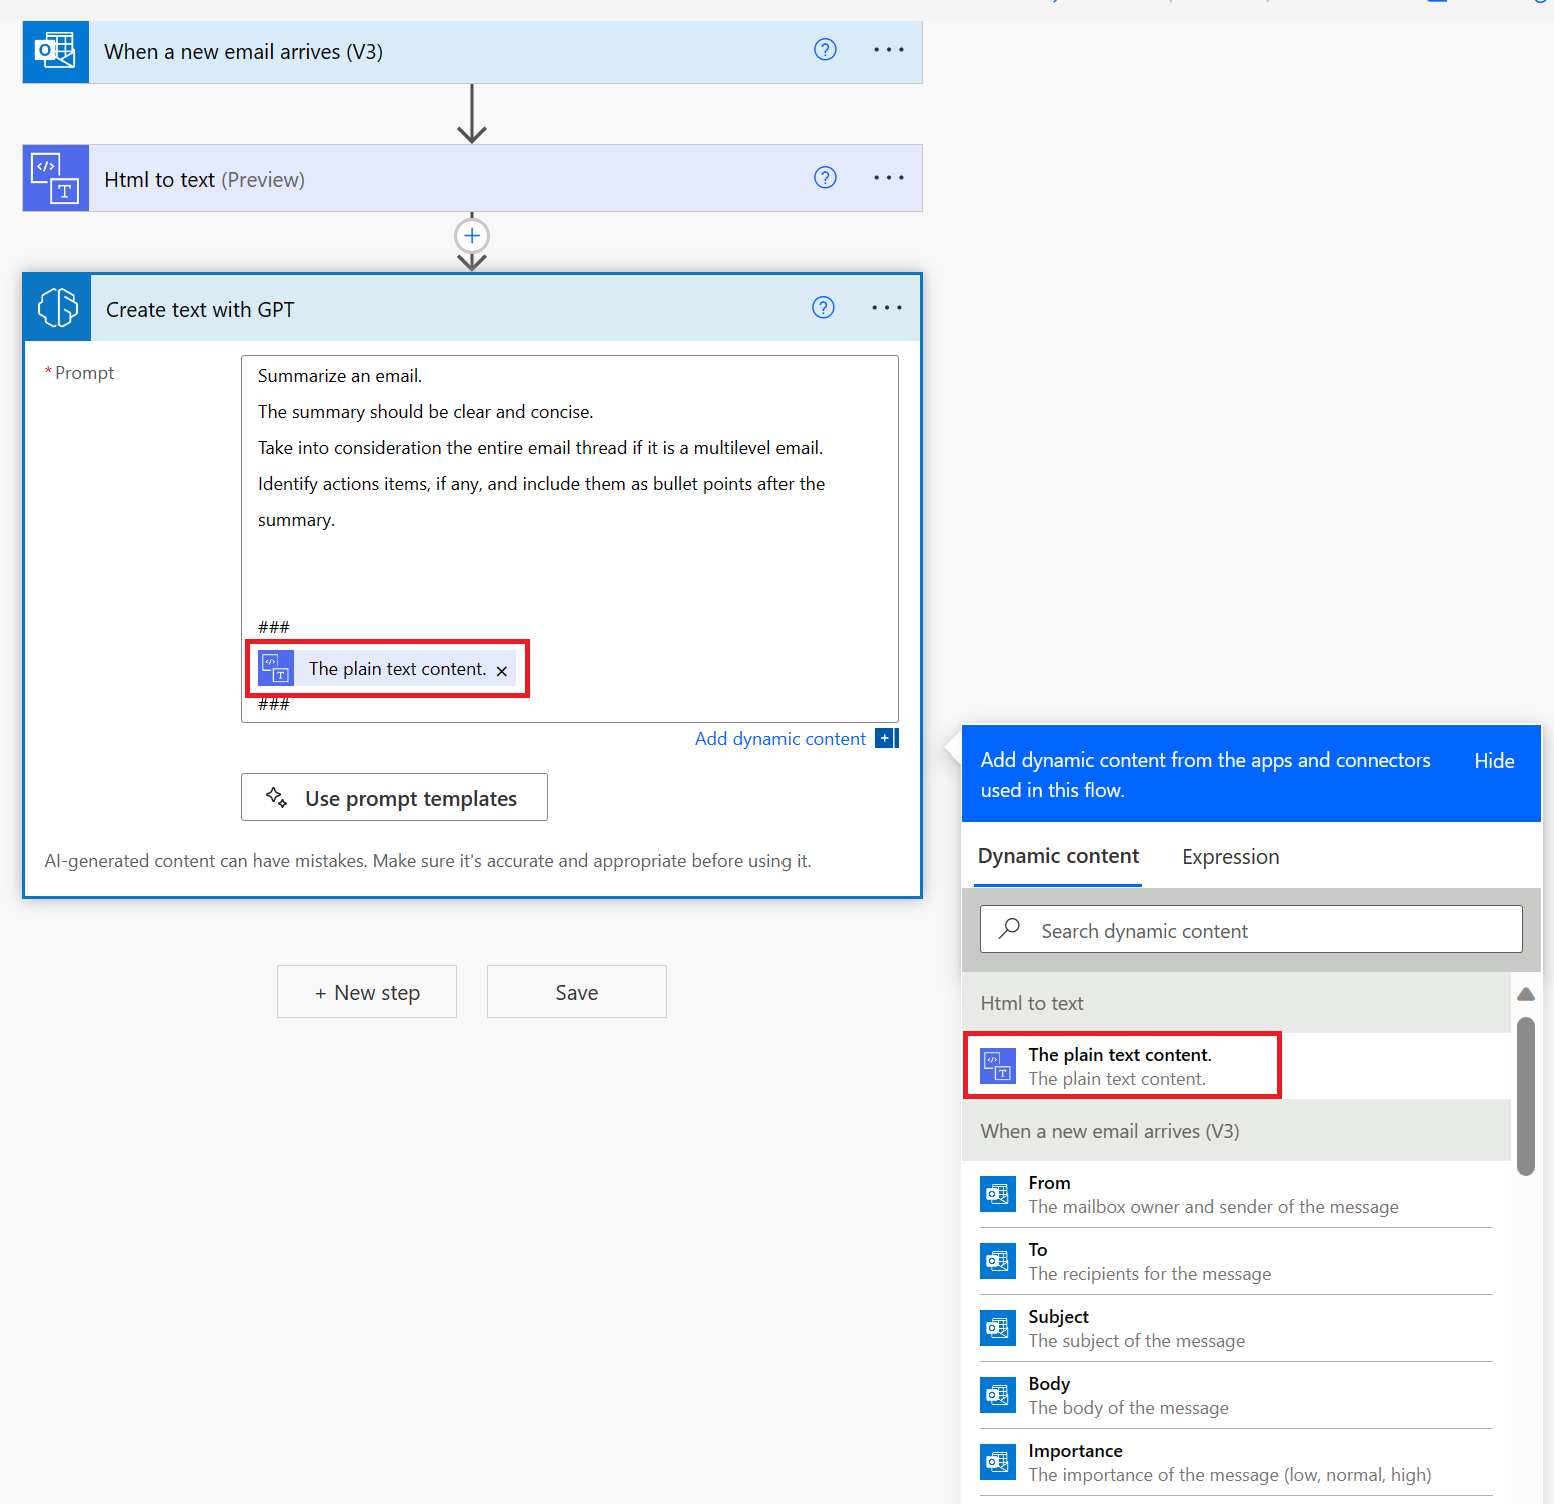 When a new email arrives (V3)
Html to text (Preview)
Create text with GPT
* Prompt
Summarize an email.
The summary should be clear and concise.
Take into consideration the entire email thread if it is a multilevel email.
Identify actions items, if any, and include them as bullet points after the
summary.
###
The plain text content. ×
###
Add dynamic content
Use prompt templates
AI-generated content can have mistakes. Make sure it's accurate and appropriate before using it.
+ New step
Save
Add dynamic content from the apps and connectors
used in this flow.
Hide
Dynamic content
Expression
Search dynamic content
Html to text
The plain text content.
The plain text content.
When a new email arrives (V3)
From
The mailbox owner and sender of the message
To
The recipients for the message
Subject
The subject of the message
Body
The body of the message
Importance
The importance of the message (low, normal, high)